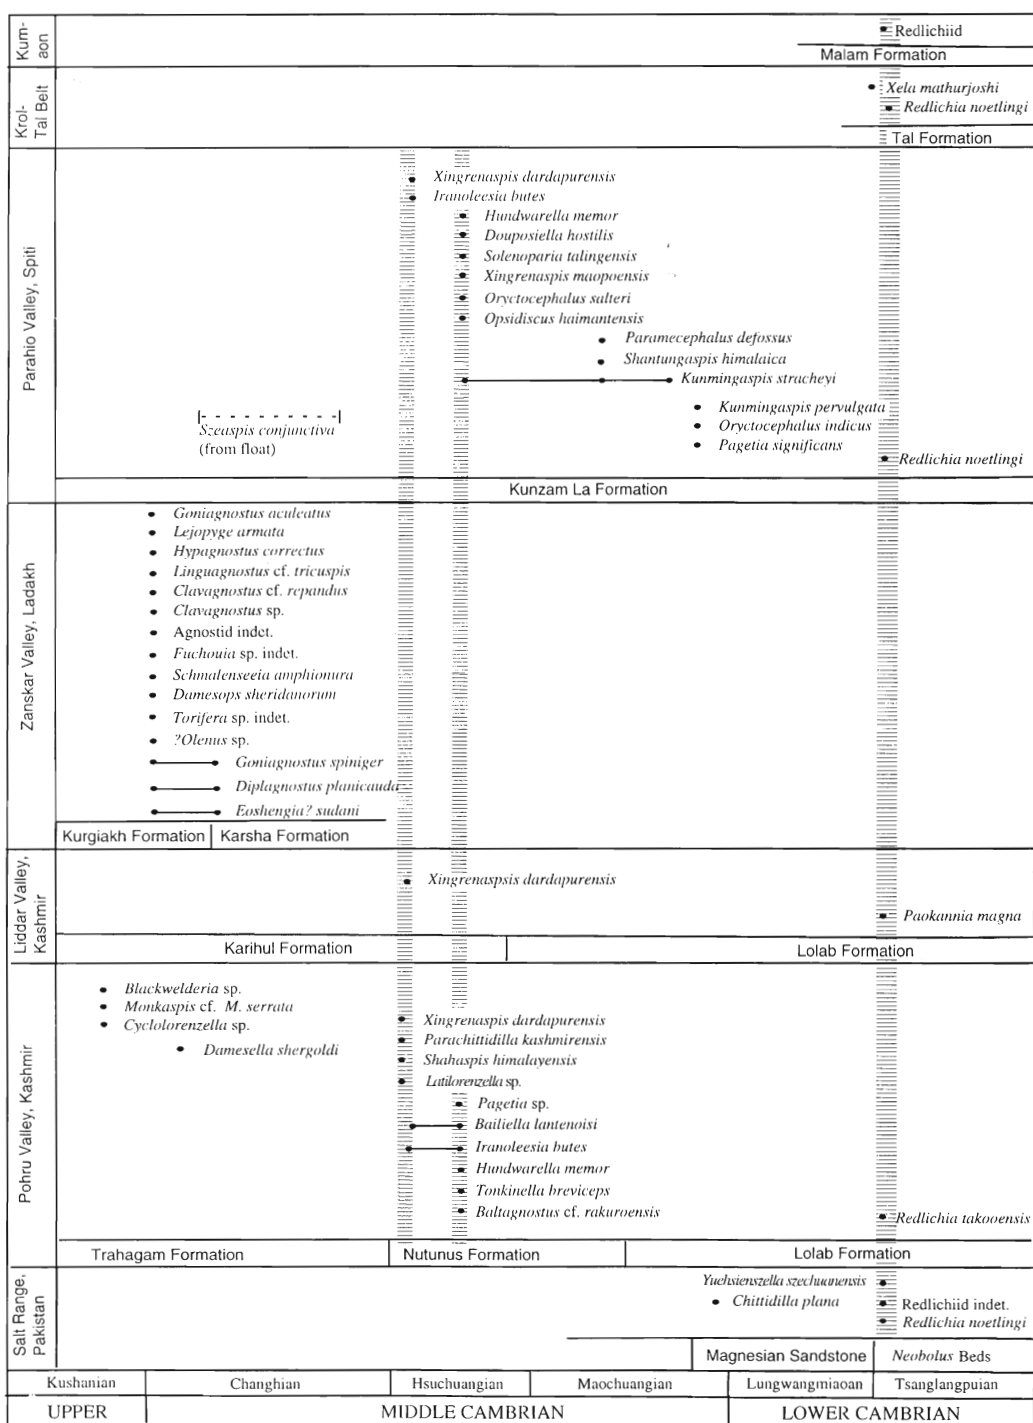 Kum-
aon
Redlichiid
Malam Formation
Krol-
Tal Belt
Xela mathurjoshi
Redlichia noetlingi
Tal Formation
Parahio Valley, Spiti
Xingrenaspis dardapurensis
Iranoleesia butes
Hundwarella memor
Douposiella hostilis
Solenoparia talingensis
Xingrenaspis maopoensis
Oryctocephalus salteri
Opsidiscus haimantensis
Paramecephalus defossus
Shantungaspis himalaica
Kunmingaspis stracheyi
Kunmingaspis pervulgata
Szeaspis conjunctiva
(from float)
Oryctocephalus indicus
Pagetia significans
Redlichia noetlingi
Kunzam La Formation
Zanskar Valley, Ladakh
Goniagnostus aculeatus
Lejopyge armata
Hypagnostus correctus
Linguagnostus cf. tricuspis
Clavagnostus cf. repandus
Clavagnostus sp.
Agnostid indet.
Fuchouia sp. indet.
Schmalenseeia amphionura
Damesops sheridanorum
Torifera sp. indet.
?Olenus sp.
Goniagnostus spiniger
Diplagnostus planicauda
Eoshengia? sudani
Kurgiakh Formation
Karsha Formation
Liddar Valley,
Kashmir
Xingrenaspsis dardapurensis
Paokannia magna
Karihul Formation
Lolab Formation
Pohru Valley, Kashmir
Blackwelderia sp.
Monkaspis cf. M. serrata
Cyclolorenzella sp.
Damesella shergoldi
Xingrenaspis dardapurensis
Parachittidilla kashmirensis
Shahaspis himalayensis
Latilorenzella sp.
Pagetia sp.
Bailiella lantenoisi
Iranoleesia butes
Hundwarella memor
Tonkinella breviceps
Baltagnostus cf. rakuroensis
Redlichia takooensis
Trahagam Formation
Nutunus Formation
Lolab Formation
Salt Range,
Pakistan
Yuehsienszella szechuanensis
Chittidilla plana
Redlichiid indet.
Redlichia noetlingi
Magnesian Sandstone
Neobolus Beds
Kushanian
Changhian
Hsuchuangian
Maochuangian
Lungwangmiaoan
Tsanglangpuian
UPPER
MIDDLE CAMBRIAN
LOWER CAMBRIAN